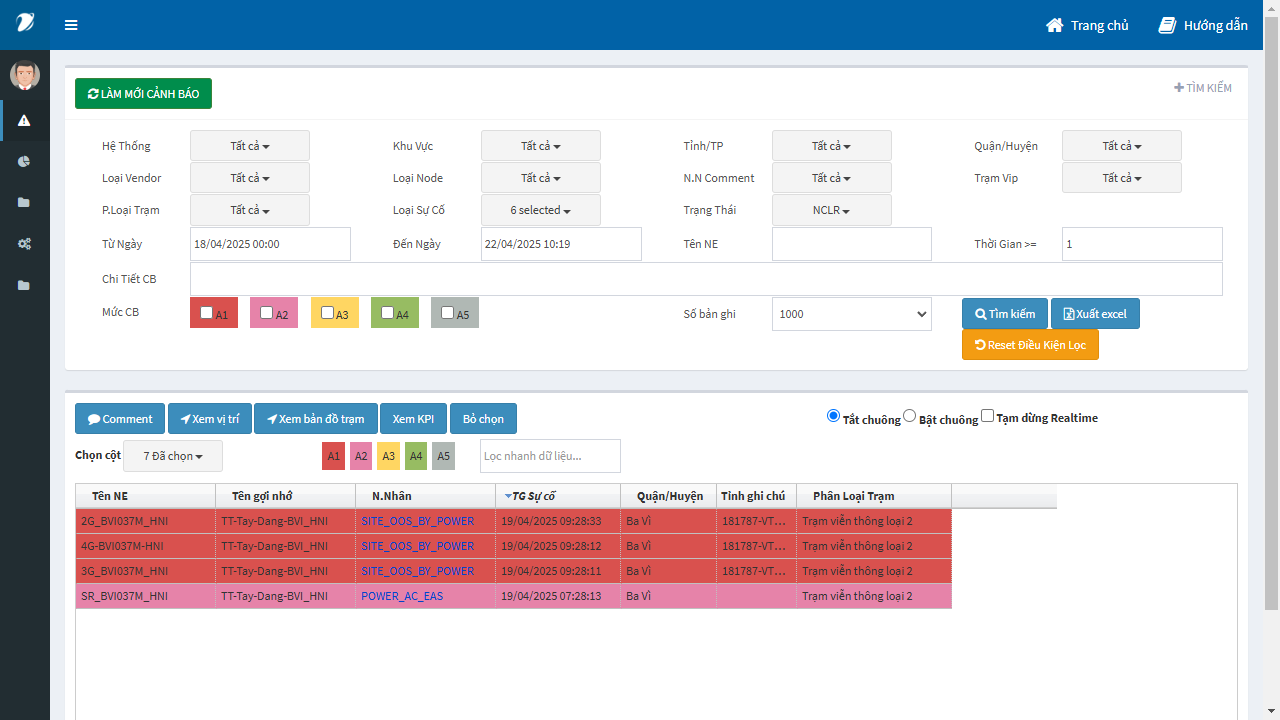 Trang chủ Hướng dẫn
LÀM MỚI CẢNH BÁO TÌM KIẾM
Hệ Thống Tất cả Khu Vực Tất cả Tỉnh/TP Tất cả Quận/Huyện Tất cả
Loại Vendor Tất cả Loại Node Tất cả N.N Comment Tất cả Trạm Vip Tất cả
P.Loại Trạm Tất cả Loại Sự Cố 6 selected Trạng Thái NCLR
Từ Ngày 18/04/2025 00:00 Đến Ngày 22/04/2025 10:19 Tên NE Thời Gian >= 1
Chi Tiết CB
Mức CB A1 A2 A3 A4 A5 Số bản ghi 1000 Tìm kiếm Xuất excel
Reset Điều Kiện Lọc
Comment Xem vị trí Xem bản đồ trạm Xem KPI Bỏ chọn Tắt chuông Bật chuông Tạm dừng Realtime
Chọn cột 7 Đã chọn A1 A2 A3 A4 A5 Lọc nhanh dữ liệu...
Tên NE Tên gợi nhớ N.Nhân TG Sự cố Quận/Huyện Tỉnh ghi chú Phân Loại Trạm
2G_BVI037M_HNI TT-Tay-Dang-BVI_HNI SITE_OOS_BY_POWER 19/04/2025 09:28:33 Ba Vì 181787-VT... Trạm viễn thông loại 2
4G-BVI037M-HNI TT-Tay-Dang-BVI_HNI SITE_OOS_BY_POWER 19/04/2025 09:28:12 Ba Vì 181787-VT... Trạm viễn thông loại 2
3G_BVI037M_HNI TT-Tay-Dang-BVI_HNI SITE_OOS_BY_POWER 19/04/2025 09:28:11 Ba Vì 181787-VT... Trạm viễn thông loại 2
SR_BVI037M_HNI TT-Tay-Dang-BVI_HNI POWER_AC_EAS 19/04/2025 07:28:13 Ba Vì Trạm viễn thông loại 2